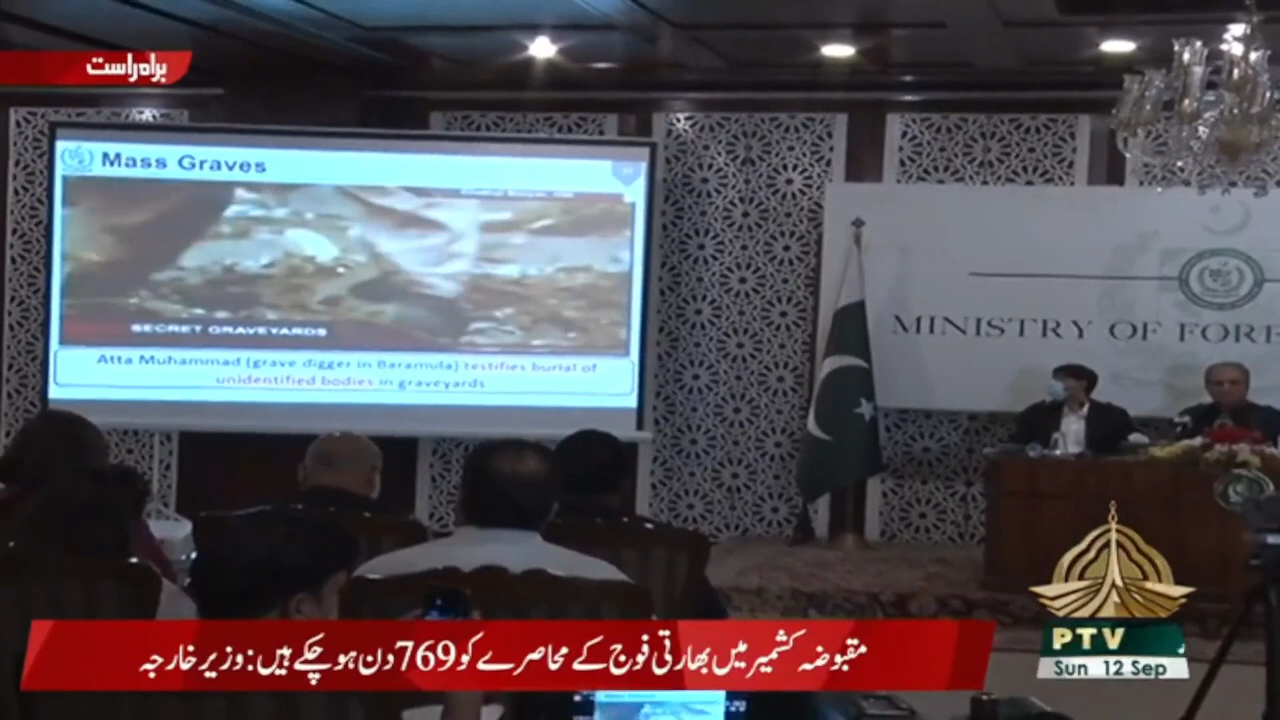 براہ راست
Mass Graves
SECRET GRAVEYARDS
Atta Muhammad (grave digger in Baramula) testifies burial of
unidentified bodies in graveyards
MINISTRY OF FORE
مقبوضہ کشمیر میں بھارتی فوج کے محاصرے کو 769 دن ہو چکے ہیں: وزیر خارجہ
PTV
Sun 12 Sep